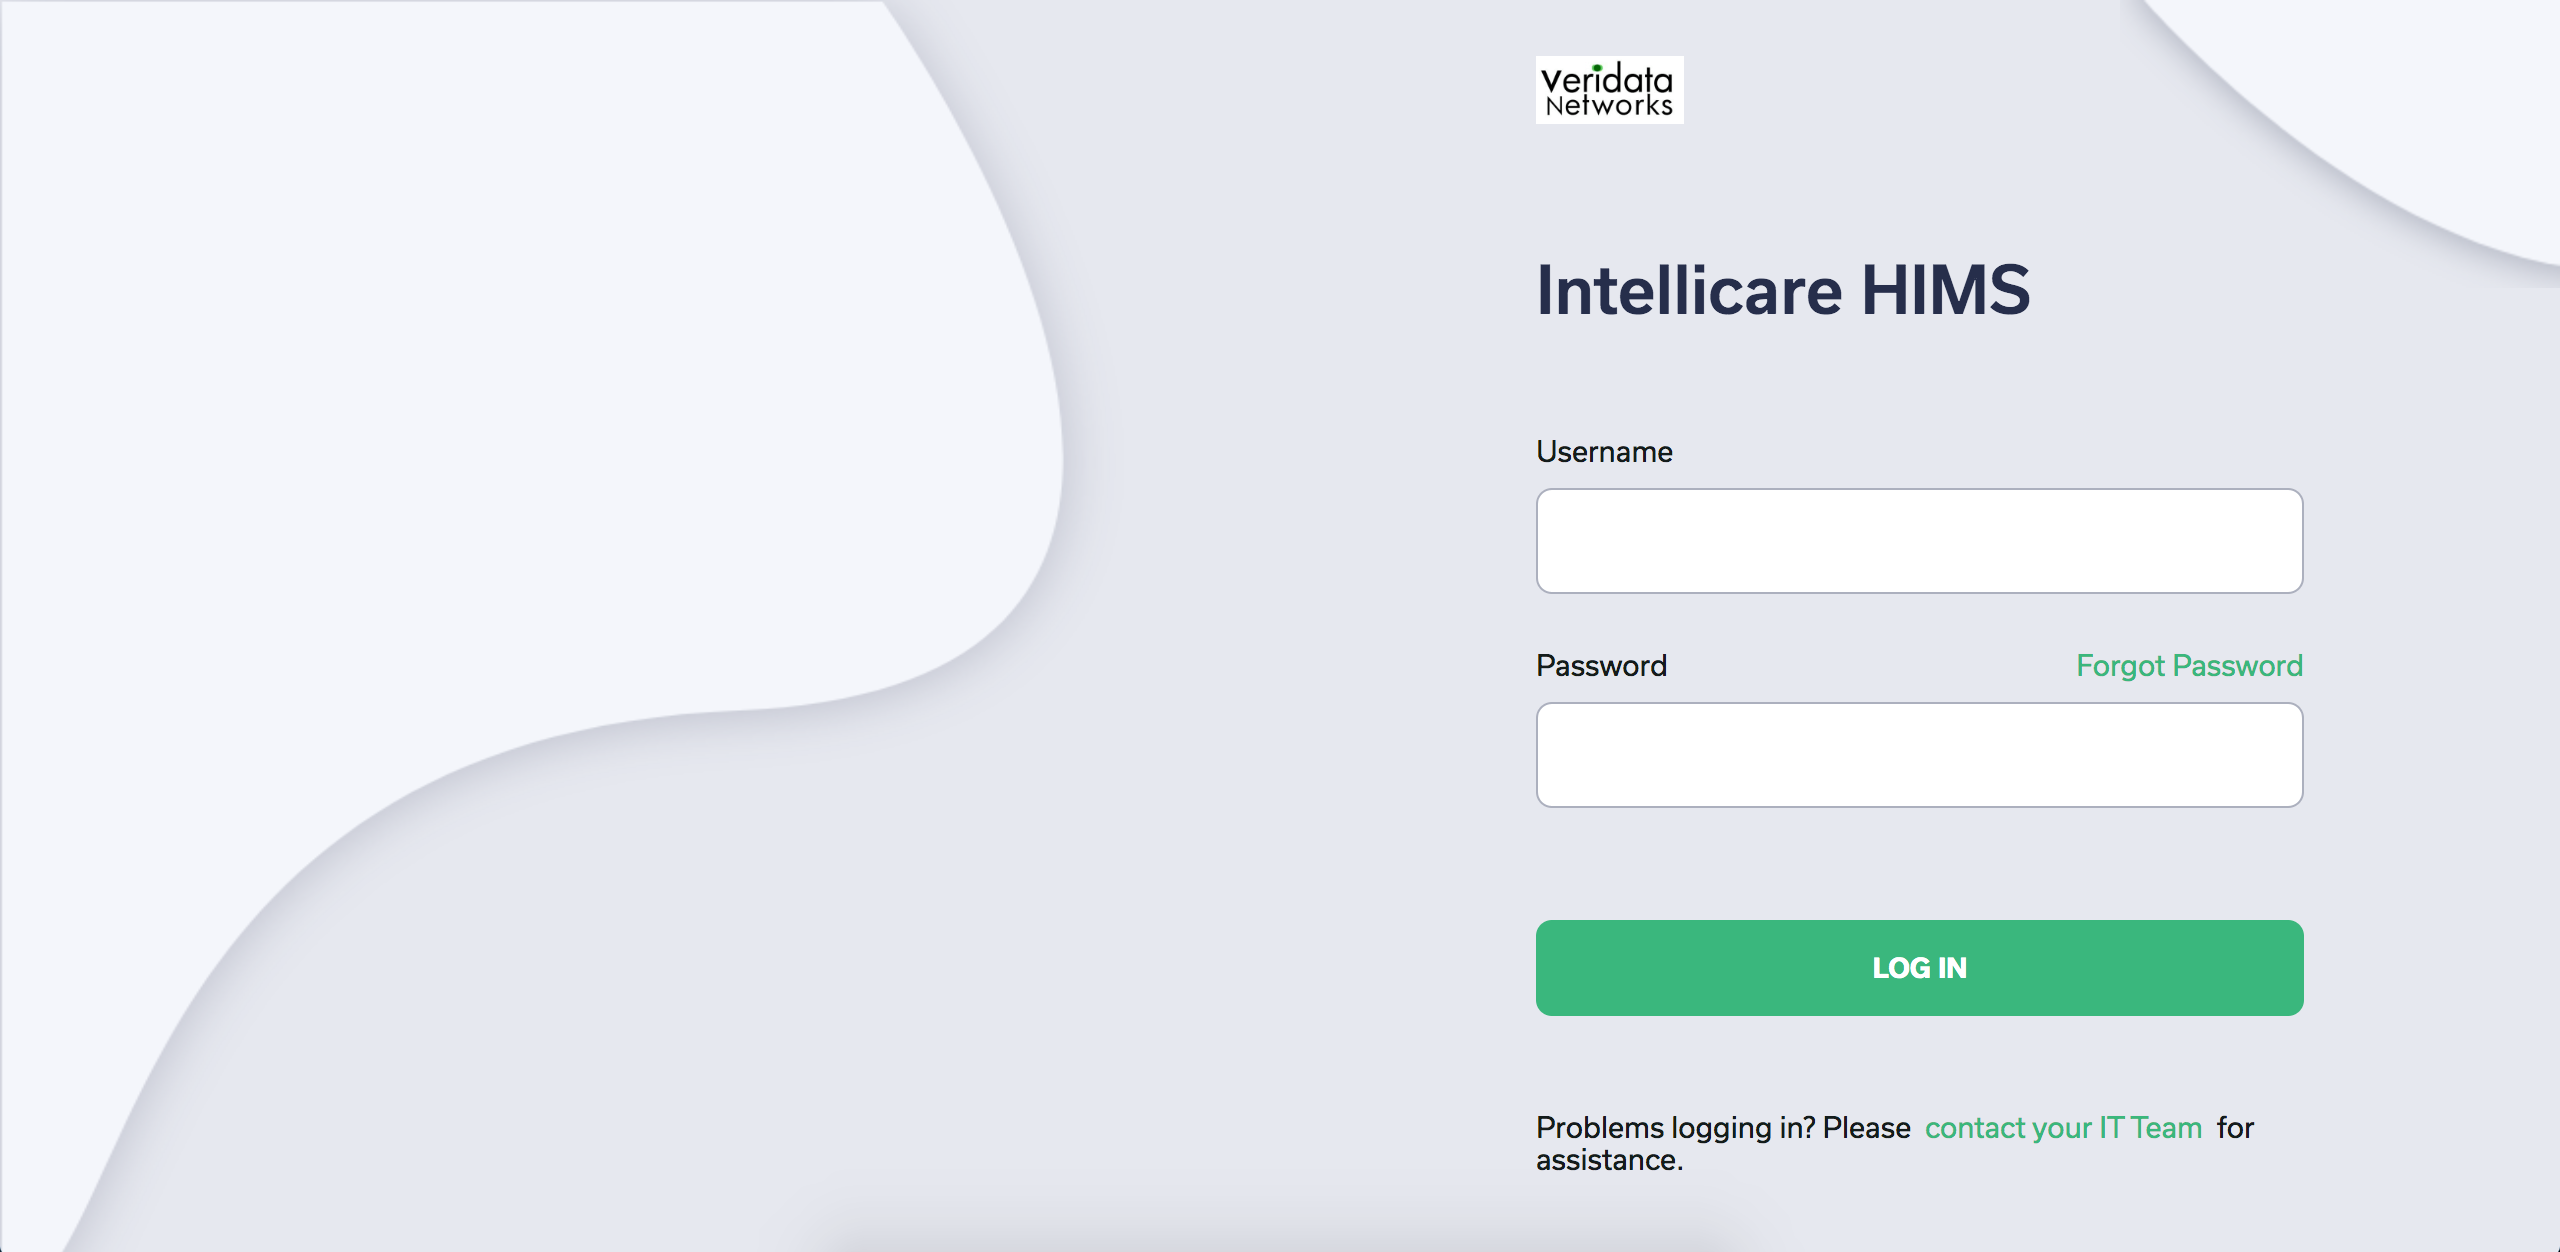 Veridata
Networks
Intellicare HIMS
Username
Password
Forgot Password
LOG IN
Problems logging in? Please contact your IT Team for
assistance.